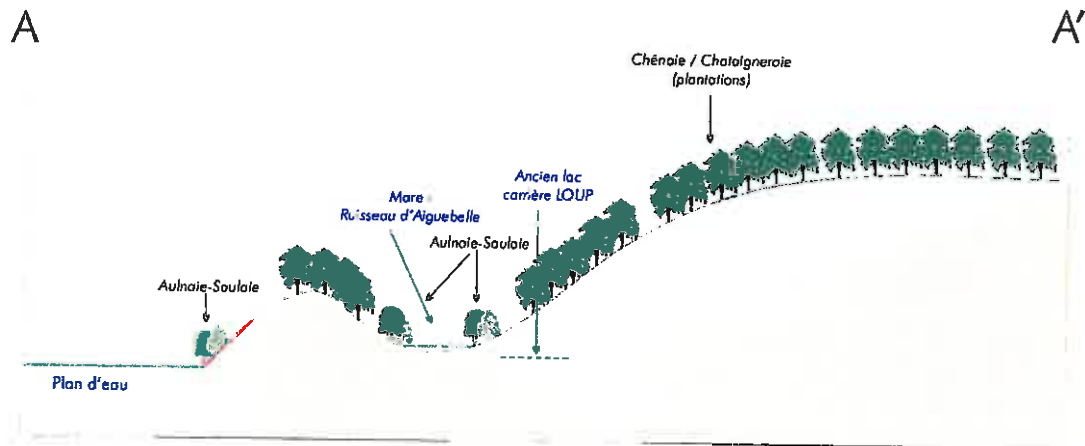 A
A'
Chênaie / Chataigneraie
(plantations)
Ancien lac
carrière LOUP
Mare
Ruisseau d'Aiguebelle
Aulnaie-Saulaie
Aulnaie-Saulaie
Plan d'eau